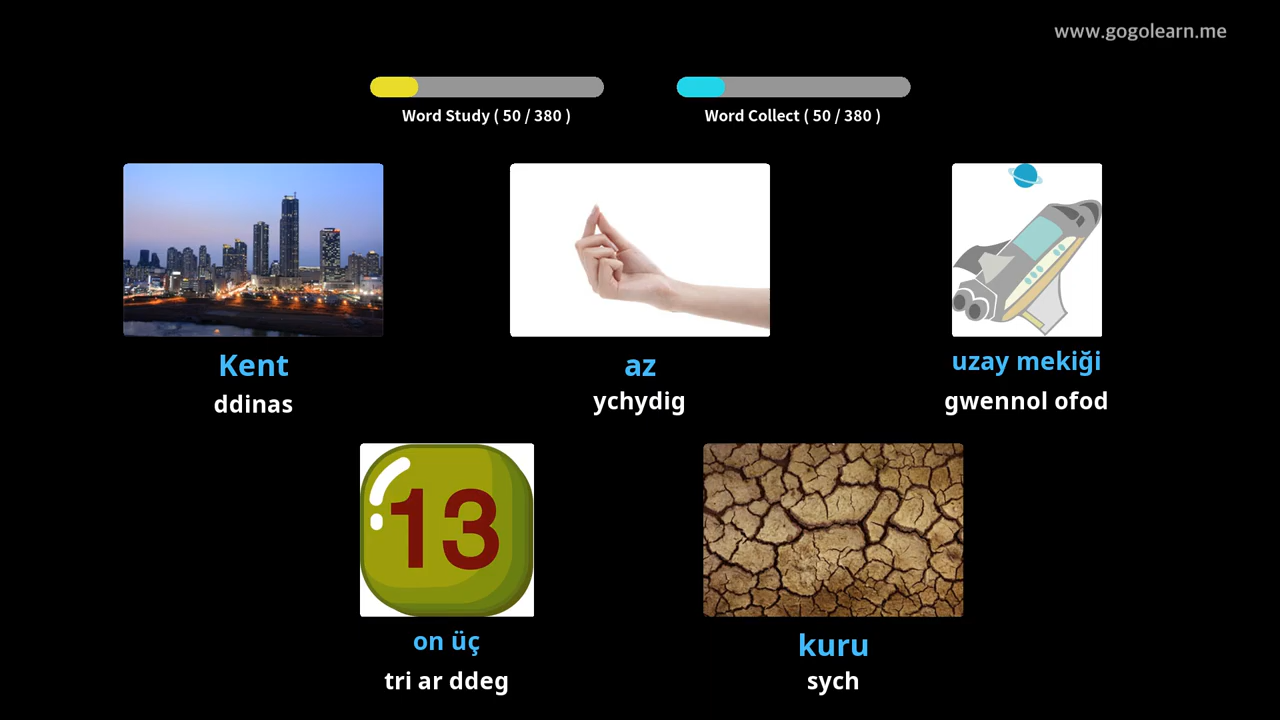 www.gogolearn.me
Word Study ( 50 / 380 )
Word Collect ( 50 / 380 )
Kent
ddinas
az
ychydig
uzay mekiği
gwennol ofod
13
on üç
tri ar ddeg
kuru
sych